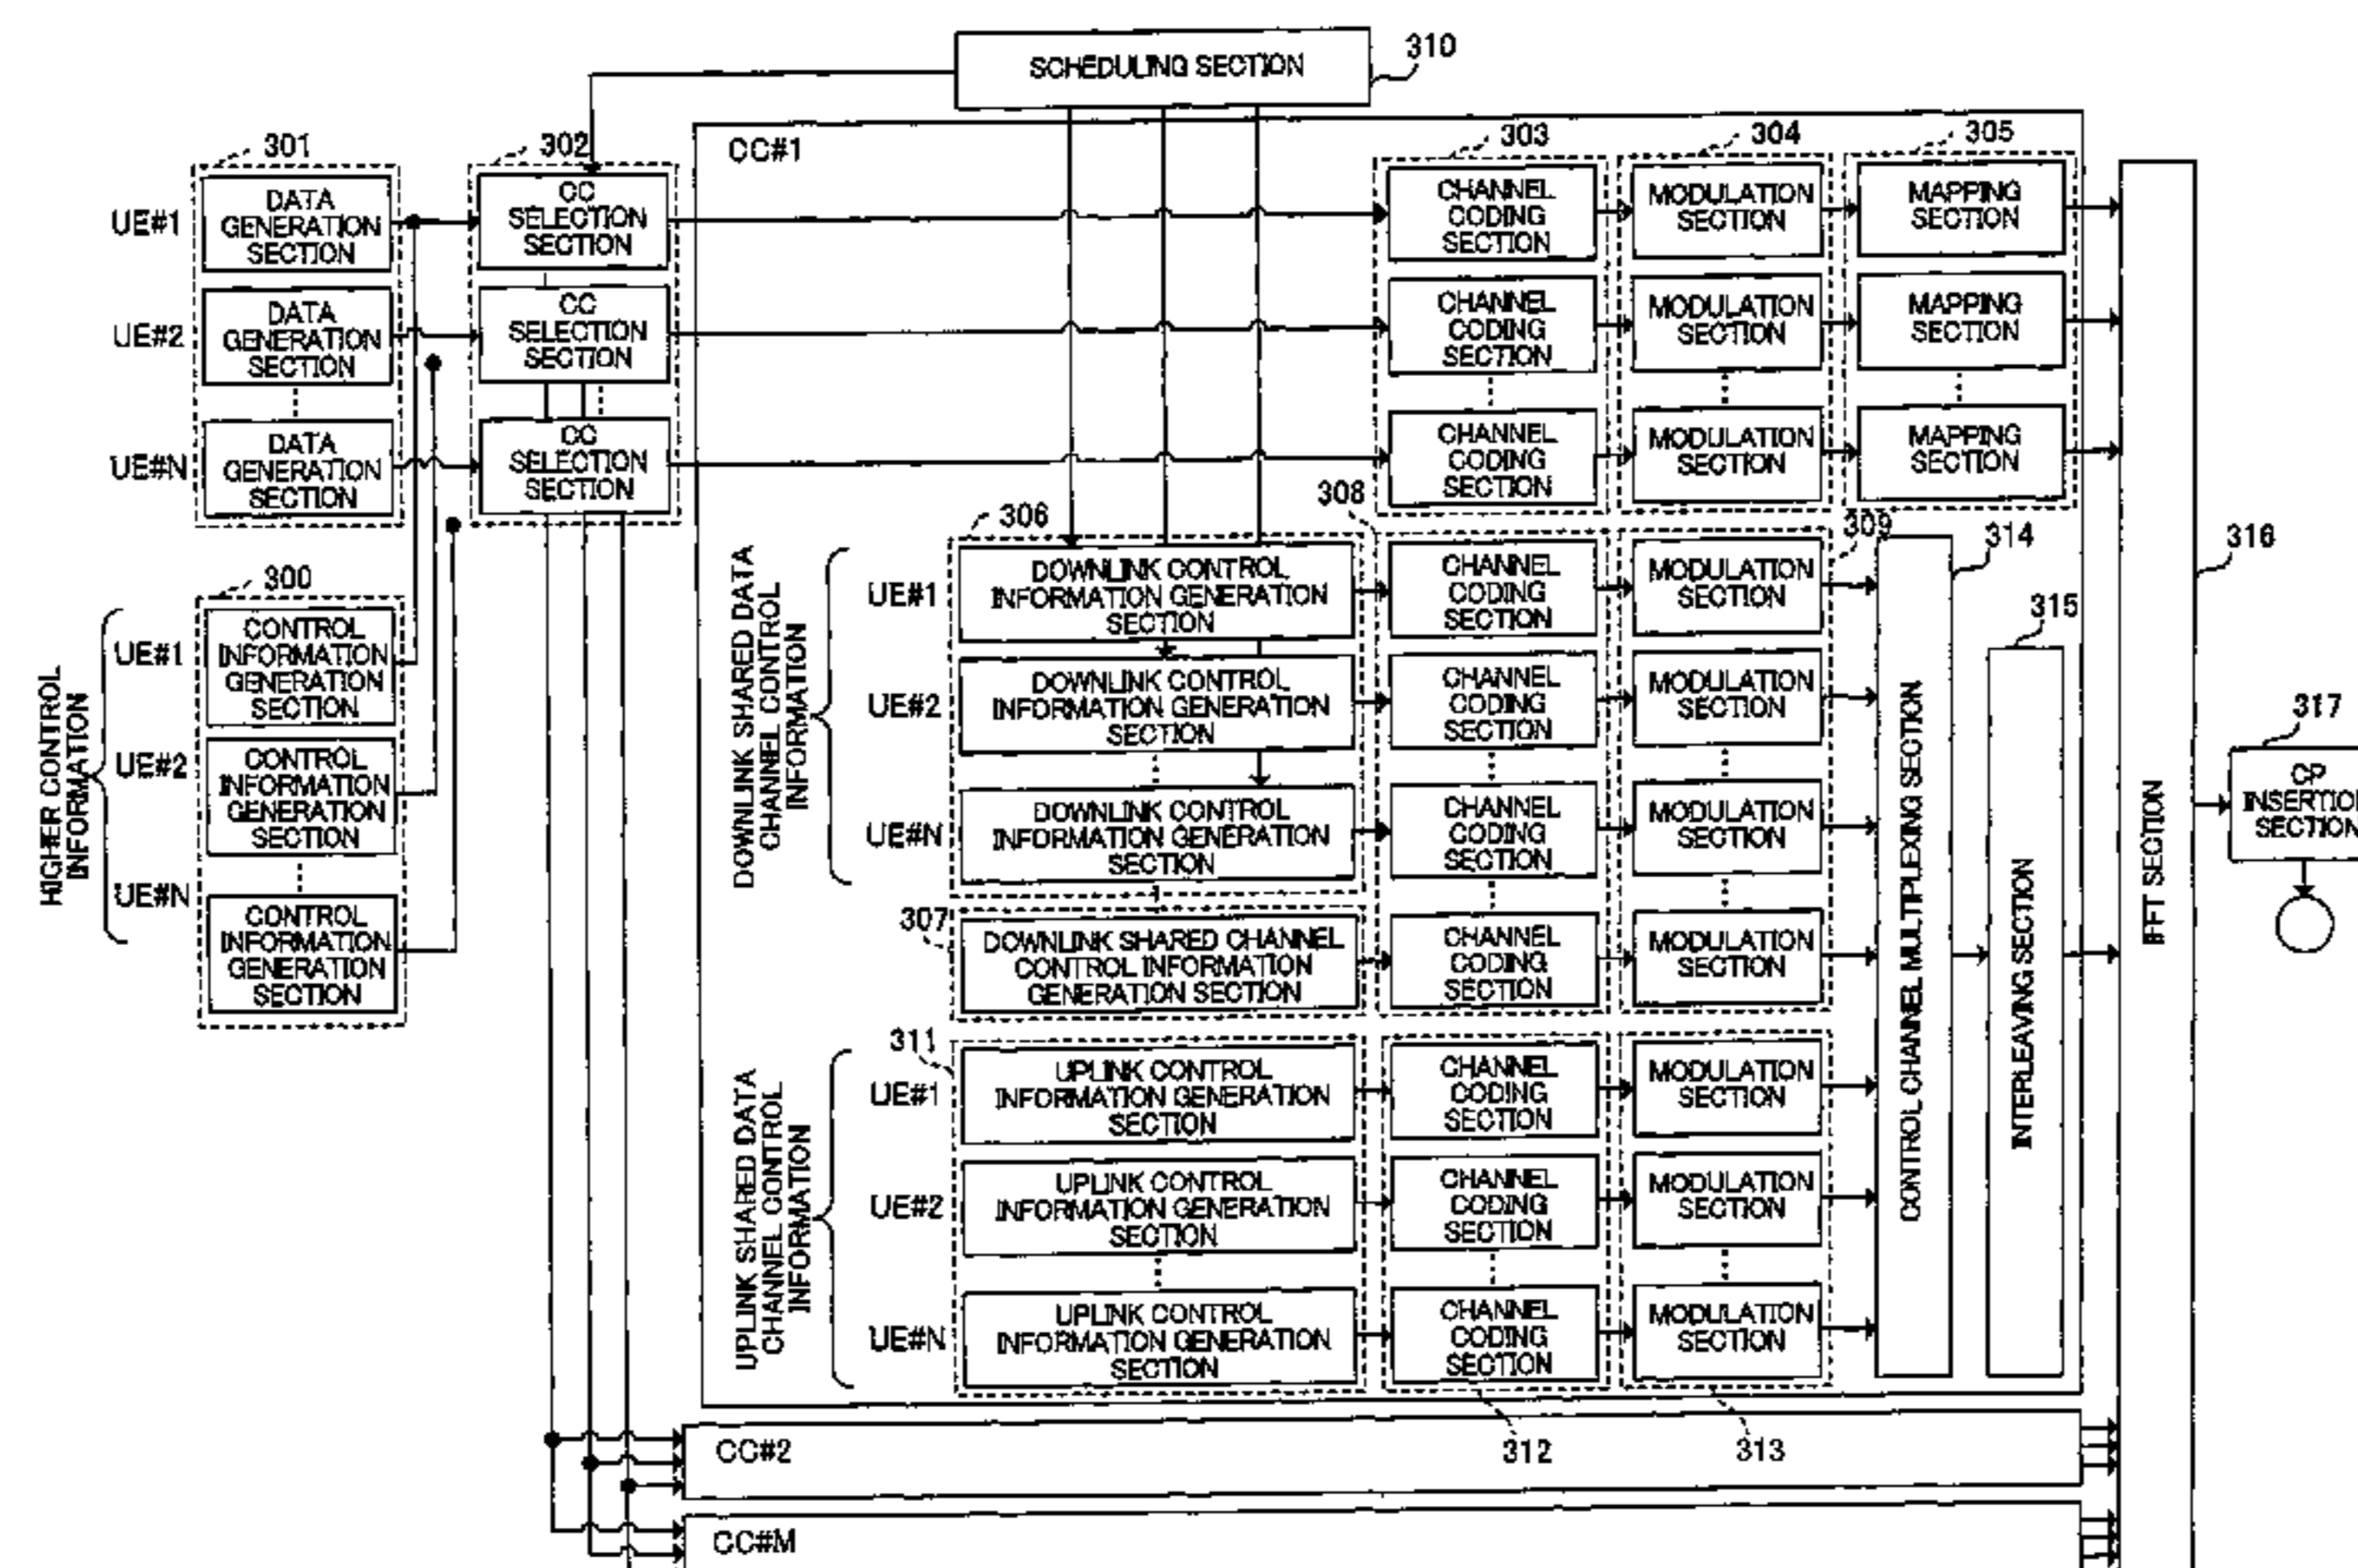 SCHEDULING SECTION
310
CC#1
301
302
303
304
305
UE#1
DATA
GENERATION
SECTION
CC
SELECTION
SECTION
CHANNEL
CODING
SECTION
MODULATION
SECTION
MAPPING
SECTION
UE#2
DATA
GENERATION
SECTION
CC
SELECTION
SECTION
CHANNEL
CODING
SECTION
MODULATION
SECTION
MAPPING
SECTION
UE#N
DATA
GENERATION
SECTION
CC
SELECTION
SECTION
CHANNEL
CODING
SECTION
MODULATION
SECTION
MAPPING
SECTION
HIGHER CONTROL
INFORMATION
300
UE#1
CONTROL
INFORMATION
GENERATION
SECTION
UE#2
CONTROL
INFORMATION
GENERATION
SECTION
UE#N
CONTROL
INFORMATION
GENERATION
SECTION
DOWNLINK SHARED DATA
CHANNEL CONTROL
INFORMATION
306
308
309
UE#1
DOWNLINK CONTROL
INFORMATION GENERATION
SECTION
CHANNEL
CODING
SECTION
MODULATION
SECTION
UE#2
DOWNLINK CONTROL
INFORMATION GENERATION
SECTION
CHANNEL
CODING
SECTION
MODULATION
SECTION
UE#N
DOWNLINK CONTROL
INFORMATION GENERATION
SECTION
CHANNEL
CODING
SECTION
MODULATION
SECTION
307
DOWNLINK SHARED CHANNEL
CONTROL INFORMATION
GENERATION SECTION
CHANNEL
CODING
SECTION
MODULATION
SECTION
UPLINK SHARED DATA
CHANNEL CONTROL
INFORMATION
311
UE#1
UPLINK CONTROL
INFORMATION GENERATION
SECTION
CHANNEL
CODING
SECTION
MODULATION
SECTION
UE#2
UPLINK CONTROL
INFORMATION GENERATION
SECTION
CHANNEL
CODING
SECTION
MODULATION
SECTION
UE#N
UPLINK CONTROL
INFORMATION GENERATION
SECTION
CHANNEL
CODING
SECTION
MODULATION
SECTION
312
313
314
CONTROL CHANNEL MULTIPLEXING SECTION
315
INTERLEAVING SECTION
316
IFFT SECTION
317
CP
INSERTION
SECTION
CC#2
CC#M